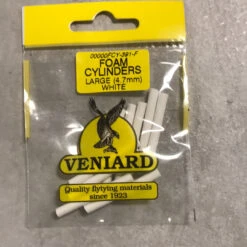 00000FCY-391-F
FOAM
CYLINDERS
LARGE (4.7mm)
WHITE
VENIARD
Quality flytying materials
since 1923